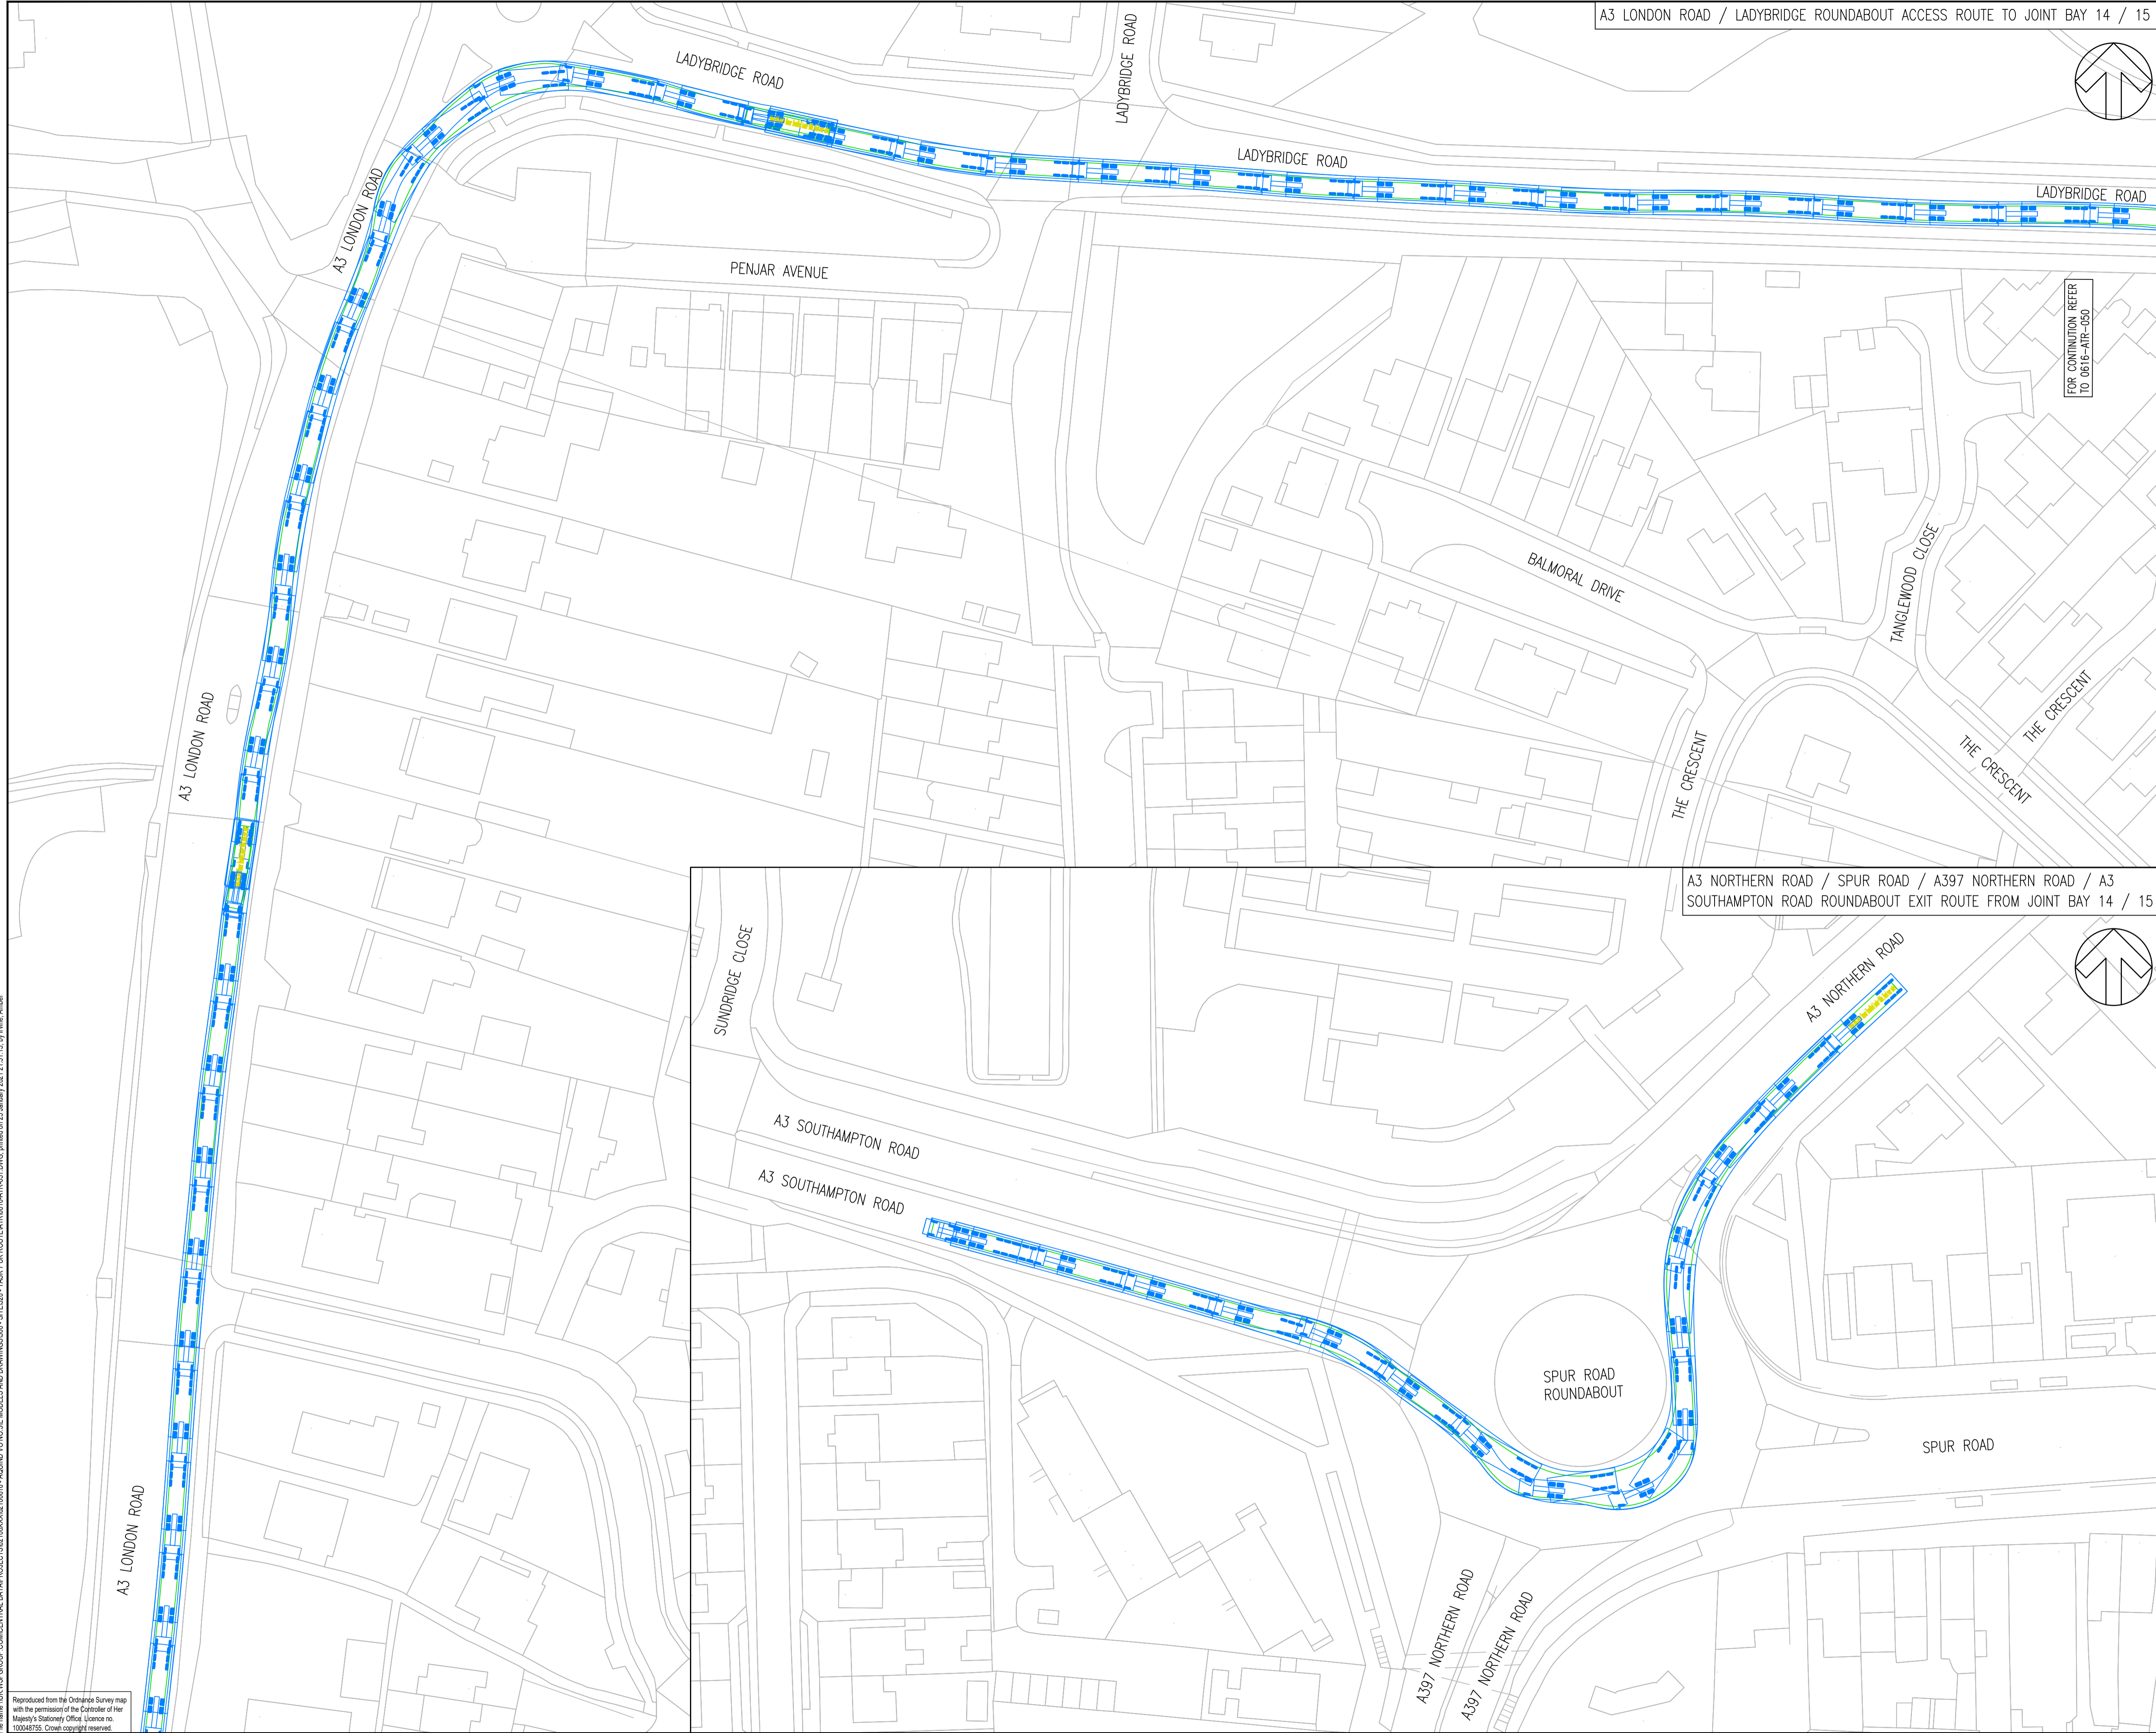 A3 LONDON ROAD / LADYBRIDGE ROUNDABOUT ACCESS ROUTE TO JOINT BAY 14 / 15
LADYBRIDGE ROAD
LADYBRIDGE ROAD
LADYBRIDGE ROAD
LADYBRIDGE ROAD
A3 LONDON ROAD
PENJAR AVENUE
FOR CONTINUTION REFER
TO 0616-ATR-050
BALMORAL DRIVE
TANGLEWOOD CLOSE
A3 LONDON ROAD
THE CRESCENT
THE CRESCENT
THE CRESCENT
A3 NORTHERN ROAD / SPUR ROAD / A397 NORTHERN ROAD / A3
SOUTHAMPTON ROAD ROUNDABOUT EXIT ROUTE FROM JOINT BAY 14 / 15
SUNDRIDGE CLOSE
A3 NORTHERN ROAD
A3 SOUTHAMPTON ROAD
A3 SOUTHAMPTON ROAD
SPUR ROAD
ROUNDABOUT
SPUR ROAD
A3 LONDON ROAD
A397 NORTHERN ROAD
A397 NORTHERN ROAD
Reproduced from the Ordnance Survey map
with the permission of the Controller of Her
Majesty's Stationery Office. Licence no.
100048755. Crown copyright reserved.